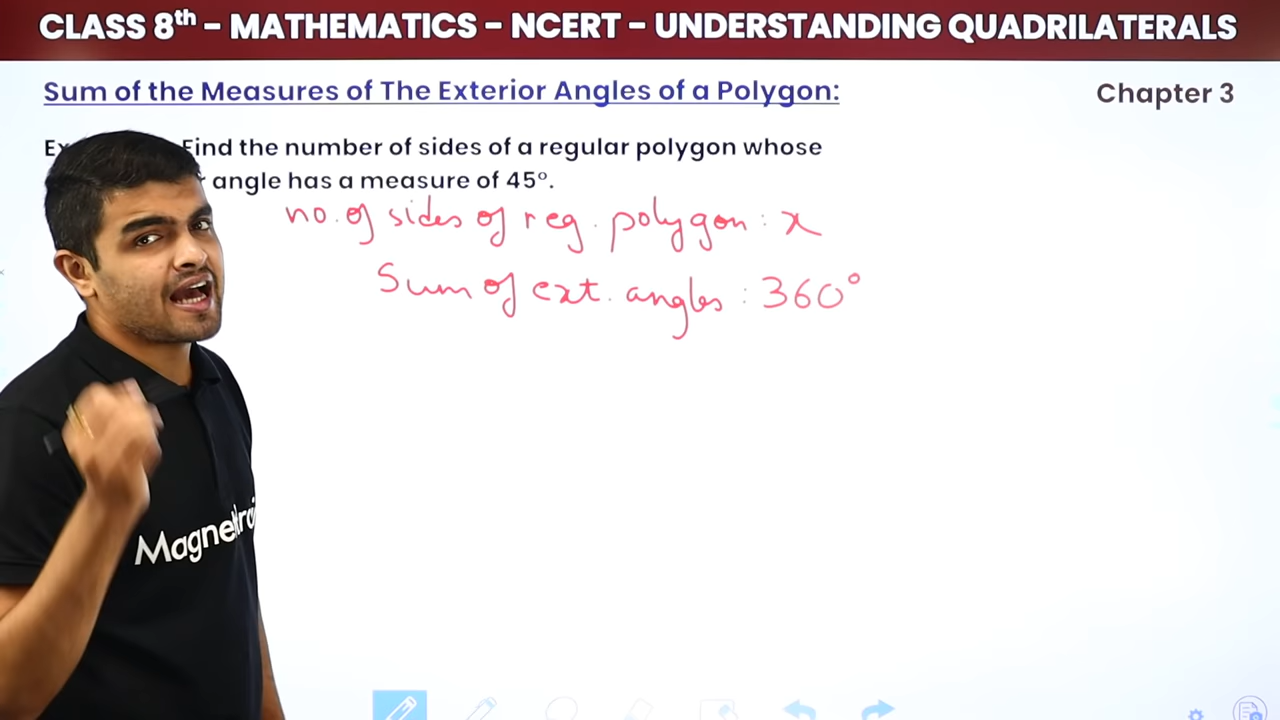 CLASS 8th - MATHEMATICS - NCERT - UNDERSTANDING QUADRILATERALS
Sum of the Measures of The Exterior Angles of a Polygon:
Chapter 3
Find the number of sides of a regular polygon whose
angle has a measure of 45°.
no. of sides of reg. polygon : x
Sum of ext. angles : 360°